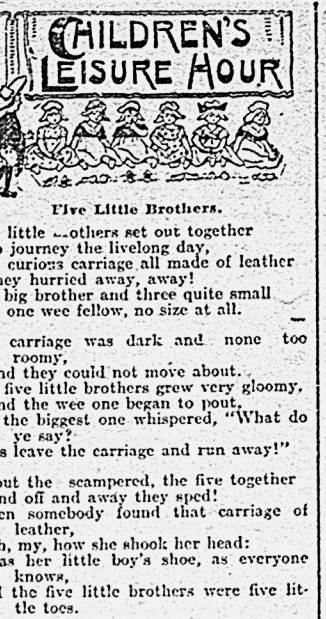 CHILDREN'S
LEISURE HOUR
Five Little Brothers.
little others set out together
journey the livelong day,
curious carriage all made of leather
hey hurried away, away!
big brother and three quite small
one wee fellow, no size at all.
carriage was dark and none too
roomy,
nd they could not move about.
five little brothers grew very gloomy,
nd the wee one began to pout,
the biggest one whispered, "What do
ye say?
s leave the carriage and run away!"
out the scampered, the five together
nd off and away they sped!
en somebody found that carriage of
leather,
h, my, how she shook her head:
as her little boy's shoe, as everyone
knows,
the five little brothers were five lit-
tle toes.